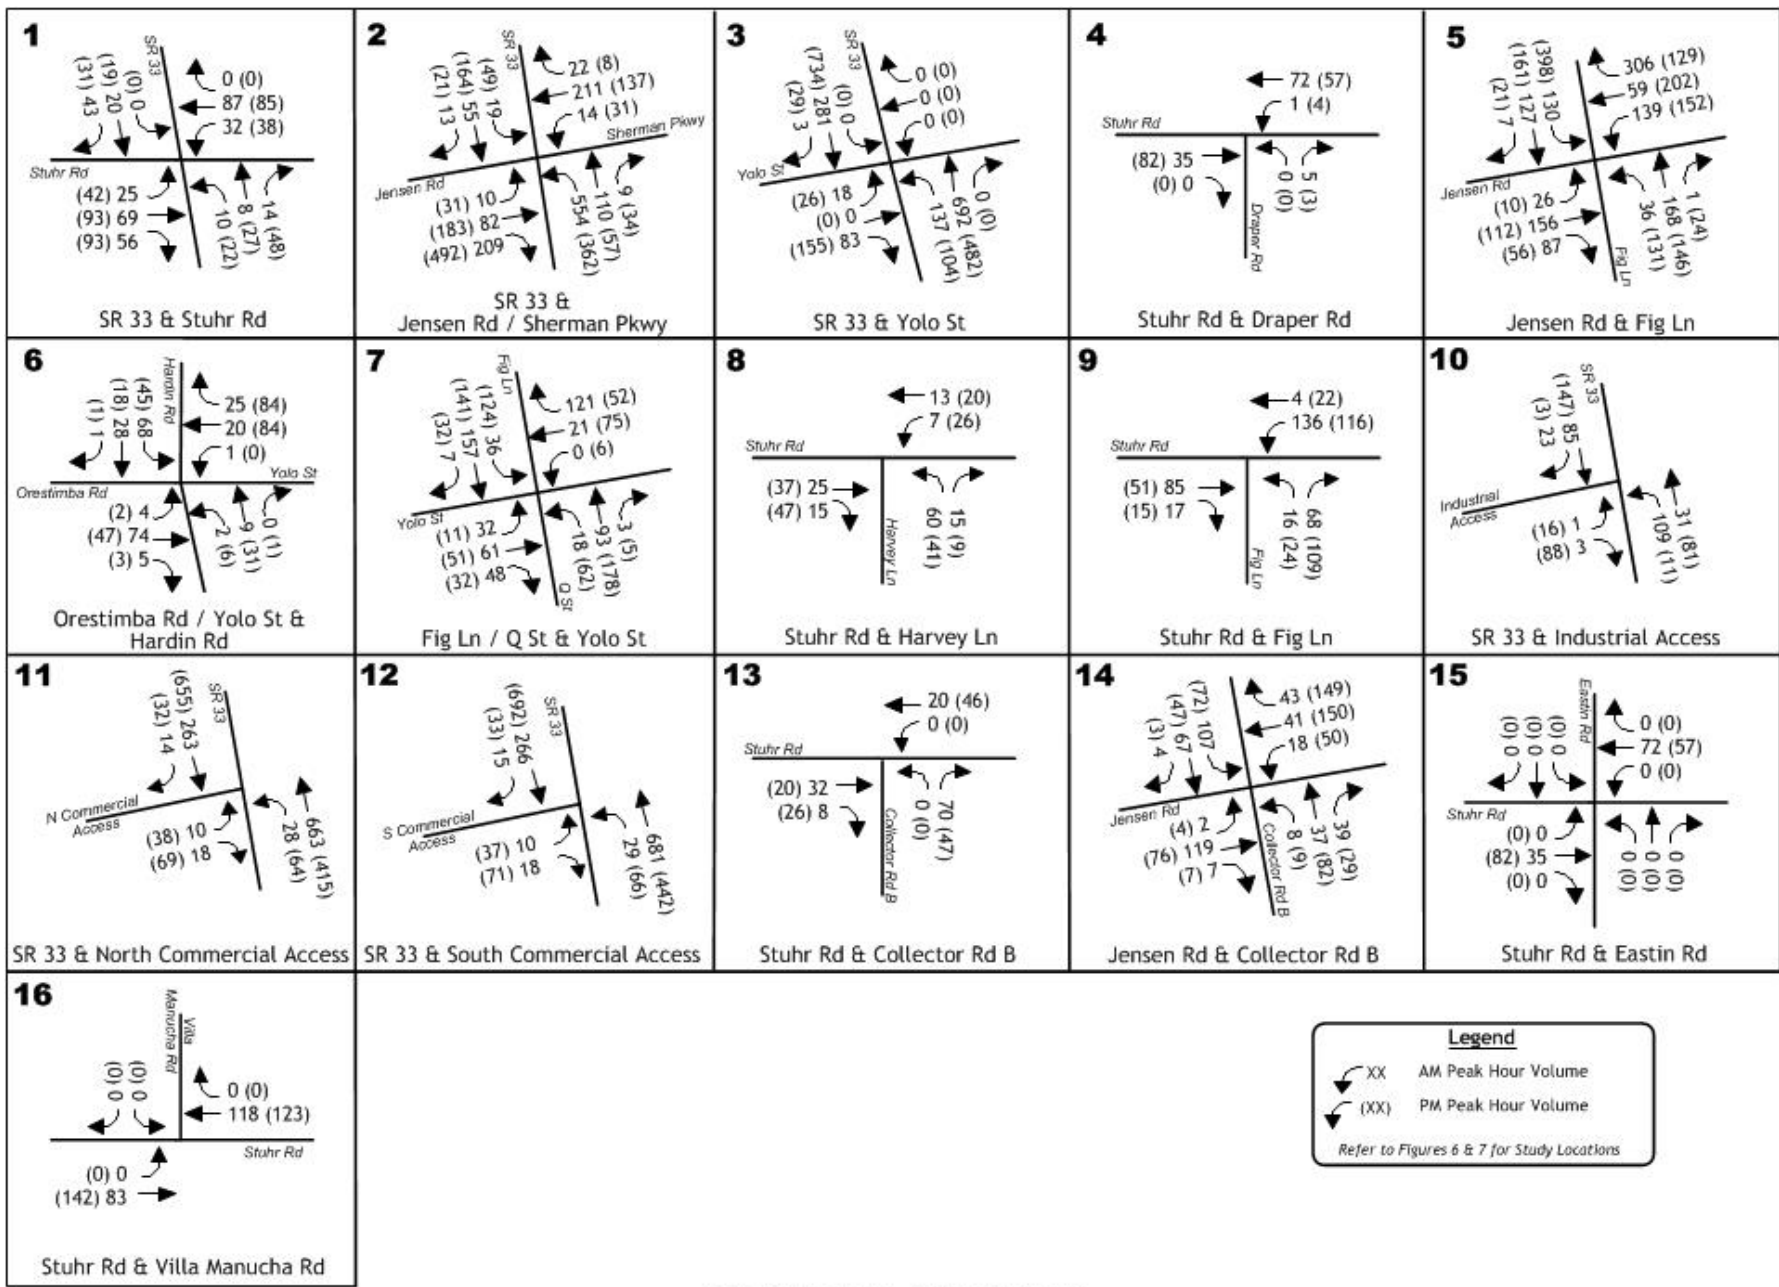 1
SR 33
(31) 43
(19) 20
(0) 0
0 (0)
87 (85)
32 (38)
Stuhr Rd
(42) 25
(93) 69
(93) 56
10 (22)
8 (27)
14 (48)
SR 33 & Stuhr Rd
2
SR 33
(21) 13
(164) 55
(49) 19
22 (8)
211 (137)
14 (31)
Sherman Pkwy
Jensen Rd
(31) 10
(183) 82
(492) 209
554 (362)
110 (57)
9 (34)
SR 33 &
Jensen Rd / Sherman Pkwy
3
SR 33
(29) 3
(734) 281
(0) 0
0 (0)
0 (0)
0 (0)
Yolo St
(26) 18
(0) 0
(155) 83
137 (104)
692 (482)
0 (0)
SR 33 & Yolo St
4
72 (57)
1 (4)
Stuhr Rd
(82) 35
(0) 0
Draper Rd
0 (0)
5 (3)
Stuhr Rd & Draper Rd
5
(21) 7
(161) 127
(398) 130
306 (129)
59 (202)
139 (152)
Jensen Rd
(10) 26
(112) 156
(56) 87
Fig Ln
36 (131)
168 (146)
1 (24)
Jensen Rd & Fig Ln
6
Hardin Rd
(1) 1
(18) 28
(45) 68
25 (84)
20 (84)
1 (0)
Yolo St
Orestimba Rd
(2) 4
(47) 74
(3) 5
2 (6)
9 (31)
0 (1)
Orestimba Rd / Yolo St &
Hardin Rd
7
Fig Ln
(32) 7
(141) 157
(124) 36
121 (52)
21 (75)
0 (6)
Yolo St
(11) 32
(51) 61
(32) 48
Q St
18 (62)
93 (178)
3 (5)
Fig Ln / Q St & Yolo St
8
13 (20)
7 (26)
Stuhr Rd
(37) 25
(47) 15
Harvey Ln
60 (41)
15 (9)
Stuhr Rd & Harvey Ln
9
4 (22)
136 (116)
Stuhr Rd
(51) 85
(15) 17
Fig Ln
16 (24)
68 (109)
Stuhr Rd & Fig Ln
10
SR 33
(3) 23
(147) 85
Industrial
Access
(16) 1
(88) 3
109 (11)
31 (81)
SR 33 & Industrial Access
11
SR 33
(32) 14
(655) 263
N Commercial
Access
(38) 10
(69) 18
28 (64)
663 (415)
SR 33 & North Commercial Access
12
SR 33
(33) 15
(692) 266
S Commercial
Access
(37) 10
(71) 18
29 (66)
681 (442)
SR 33 & South Commercial Access
13
20 (46)
0 (0)
Stuhr Rd
(20) 32
(26) 8
Collector Rd B
0 (0)
70 (47)
Stuhr Rd & Collector Rd B
14
(3) 4
(47) 67
(72) 107
43 (149)
41 (150)
18 (50)
Jensen Rd
(4) 2
(76) 119
(7) 7
Collector Rd B
8 (9)
37 (82)
39 (29)
Jensen Rd & Collector Rd B
15
Eastin Rd
(0) 0
(0) 0
(0) 0
0 (0)
72 (57)
0 (0)
Stuhr Rd
(0) 0
(82) 35
(0) 0
0 (0)
0 (0)
0 (0)
Stuhr Rd & Eastin Rd
16
Villa
Manucha Rd
(0) 0
(0) 0
0 (0)
118 (123)
Stuhr Rd
(0) 0
(142) 83
Stuhr Rd & Villa Manucha Rd
Legend
XX AM Peak Hour Volume
(XX) PM Peak Hour Volume
Refer to Figures 6 & 7 for Study Locations